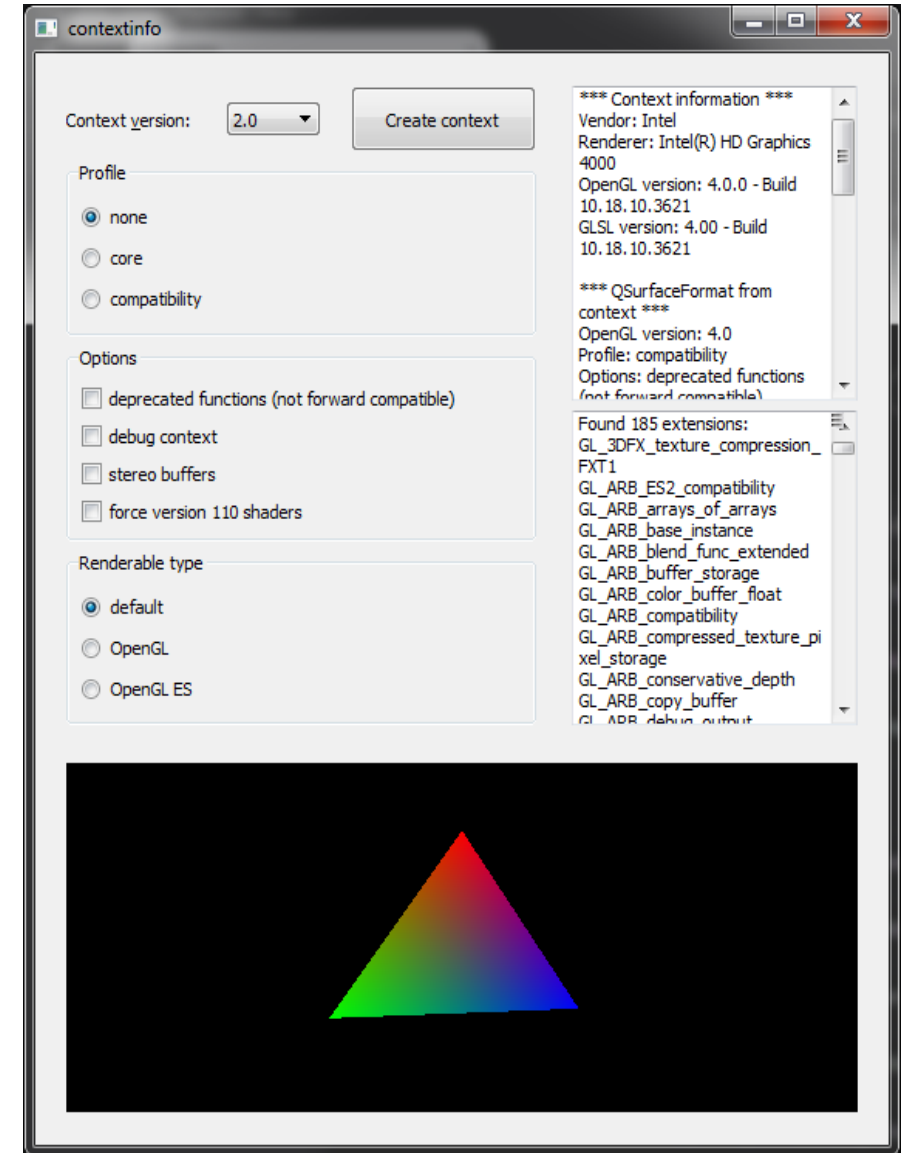 contextinfo
Context version:
2.0
Create context
Profile
none
core
compatibility
Options
deprecated functions (not forward compatible)
debug context
stereo buffers
force version 110 shaders
Renderable type
default
OpenGL
OpenGL ES
*** Context information ***
Vendor: Intel
Renderer: Intel(R) HD Graphics
4000
OpenGL version: 4.0.0 - Build
10.18.10.3621
GLSL version: 4.00 - Build
10.18.10.3621
*** QSurfaceFormat from
context ***
OpenGL version: 4.0
Profile: compatibility
Options: deprecated functions
(not forward compatible)
Found 185 extensions:
GL_3DFX_texture_compression_
FXT1
GL_ARB_ES2_compatibility
GL_ARB_arrays_of_arrays
GL_ARB_base_instance
GL_ARB_blend_func_extended
GL_ARB_buffer_storage
GL_ARB_color_buffer_float
GL_ARB_compatibility
GL_ARB_compressed_texture_pi
xel_storage
GL_ARB_conservative_depth
GL_ARB_copy_buffer
GL_ARB_debug_output